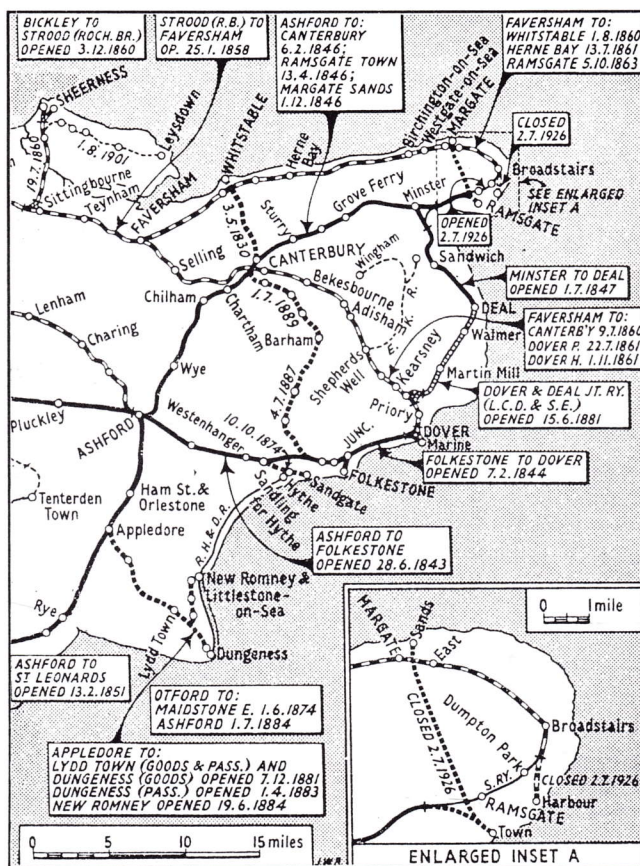 BICKLEY TO
STROOD (ROCH. BR.)
OPENED 3.12.1860
STROOD (R.B.) TO
FAVERSHAM
OP. 25.1.1858
ASHFORD TO:
CANTERBURY
6.2.1846;
RAMSGATE TOWN
13.4.1846;
MARGATE SANDS
1.12.1846
FAVERSHAM TO:
WHITSTABLE 1.8.1860
HERNE BAY 13.7.1861
RAMSGATE 5.10.1863
SHEERNESS
Leysdown
1.8.1901
19.7.1860
Sittingbourne
Teynham
FAVERSHAM
WHITSTABLE
Herne
Bay
Birchington-on-Sea
Westgate-on-Sea
MARGATE
CLOSED
2.7.1926
Broadstairs
SEE ENLARGED
INSET A
RAMSGATE
OPENED
2.7.1926
3.5.1830
Sturry
Grove Ferry
Minster
Sandwich
MINSTER TO DEAL
OPENED 1.7.1847
Selling
CANTERBURY
Chilham
Chartham
1.7.1889
Bekesbourne
Adisham
Wingham
E. K. R.
DEAL
Walmer
FAVERSHAM TO:
CANTERB'Y 9.7.1860
DOVER P. 22.7.1861
DOVER H. 1.11.1861
Lenham
Charing
Wye
Barham
Shepherds
Well
Kearsney
Martin Mill
4.7.1887
Priory
DOVER & DEAL JT. RY.
(L.C.D. & S.E.)
OPENED 15.6.1881
Pluckley
ASHFORD
Westenhanger
10.10.1874
JUNC.
DOVER
Marine
FOLKESTONE
FOLKESTONE TO DOVER
OPENED 7.2.1844
Sandgate
Hythe
Sandling
for Hythe
Tenterden
Town
Ham St. &
Orlestone
Appledore
R. H. & D. R.
ASHFORD TO
FOLKESTONE
OPENED 28.6.1843
New Romney &
Littlestone-
on-Sea
Rye
Lydd Town
Dungeness
ASHFORD TO
ST LEONARDS
OPENED 13.2.1851
OTFORD TO:
MAIDSTONE E. 1.6.1874
ASHFORD 1.7.1884
APPLEDORE TO:
LYDD TOWN (GOODS & PASS.) AND
DUNGENESS (GOODS) OPENED 7.12.1881
DUNGENESS (PASS.) OPENED 1.4.1883
NEW ROMNEY OPENED 19.6.1884
0 5 10 15 miles
J.W.R.
0 1 mile
MARGATE
Sands
East
Dumpton Park
Broadstairs
CLOSED 2.7.1926
CLOSED 2.7.1926
S. RY.
RAMSGATE
Harbour
Town
ENLARGED INSET A